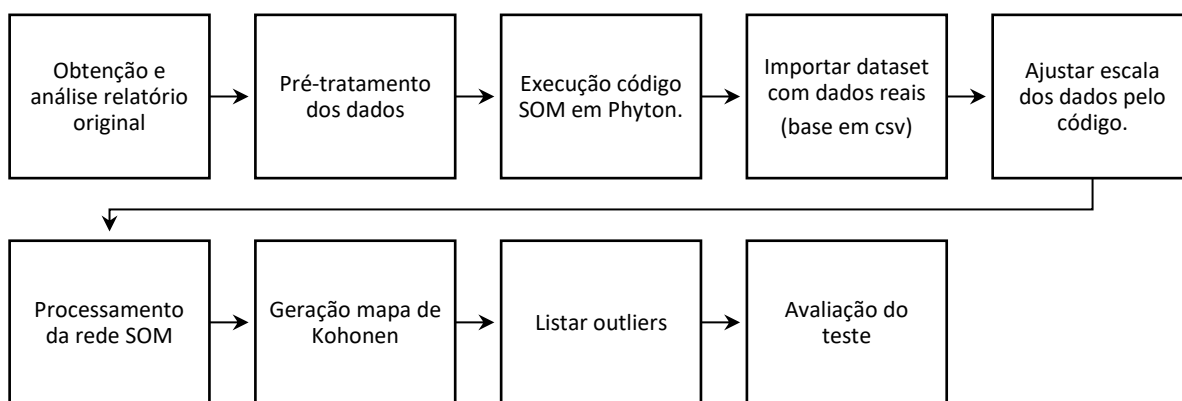 Obtenção e
análise relatório
original
Pré-tratamento
dos dados
Execução código
SOM em Phyton.
Importar dataset
com dados reais
(base em csv)
Ajustar escala
dos dados pelo
código.
Processamento
da rede SOM
Geração mapa de
Kohonen
Listar outliers
Avaliação do
teste